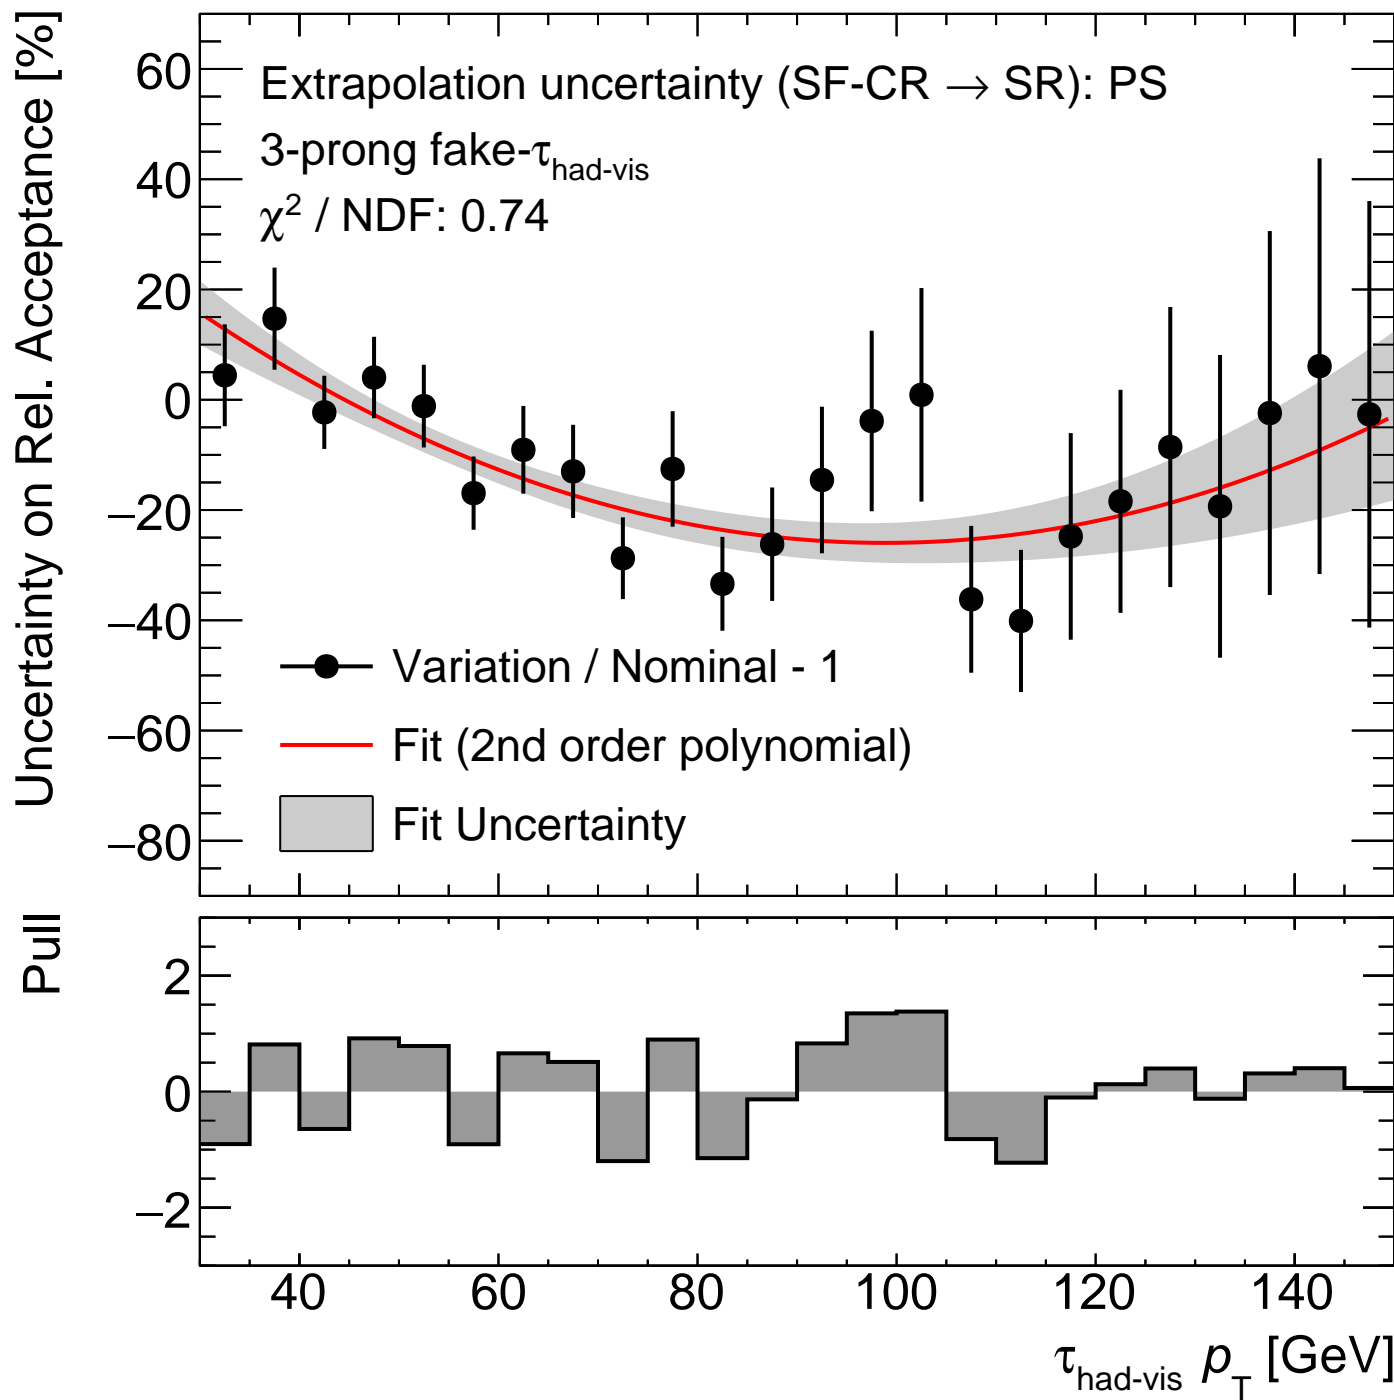 Uncertainty on Rel. Acceptance [%]
60
40
20
0
−20
−40
−60
−80
Extrapolation uncertainty (SF-CR → SR): PS
3-prong fake-τhad-vis
χ² / NDF: 0.74
Variation / Nominal - 1
Fit (2nd order polynomial)
Fit Uncertainty
Pull
2
0
−2
40 60 80 100 120 140
τhad-vis pT [GeV]